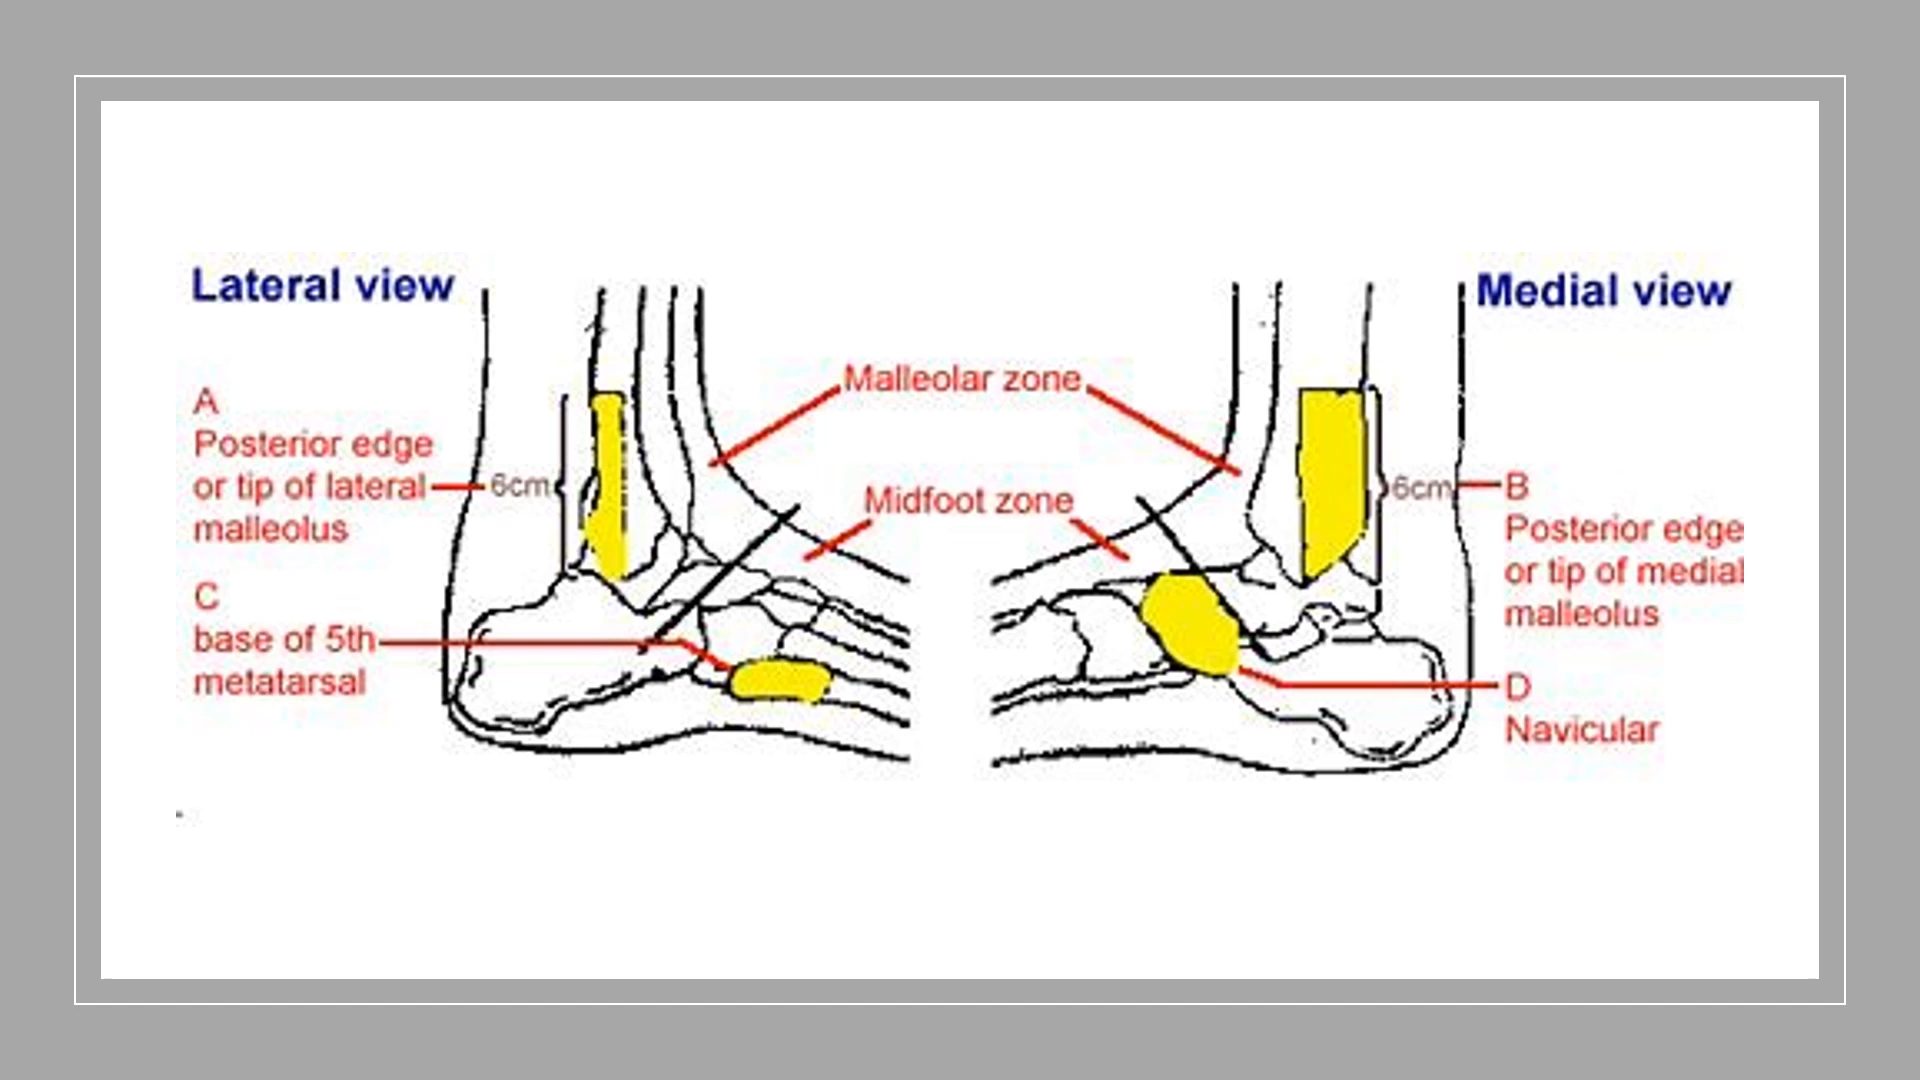 Lateral view
Medial view
Malleolar zone
A
Posterior edge
or tip of lateral
malleolus
6cm
Midfoot zone
6cm
B
Posterior edge
or tip of medial
malleolus
C
base of 5th
metatarsal
D
Navicular